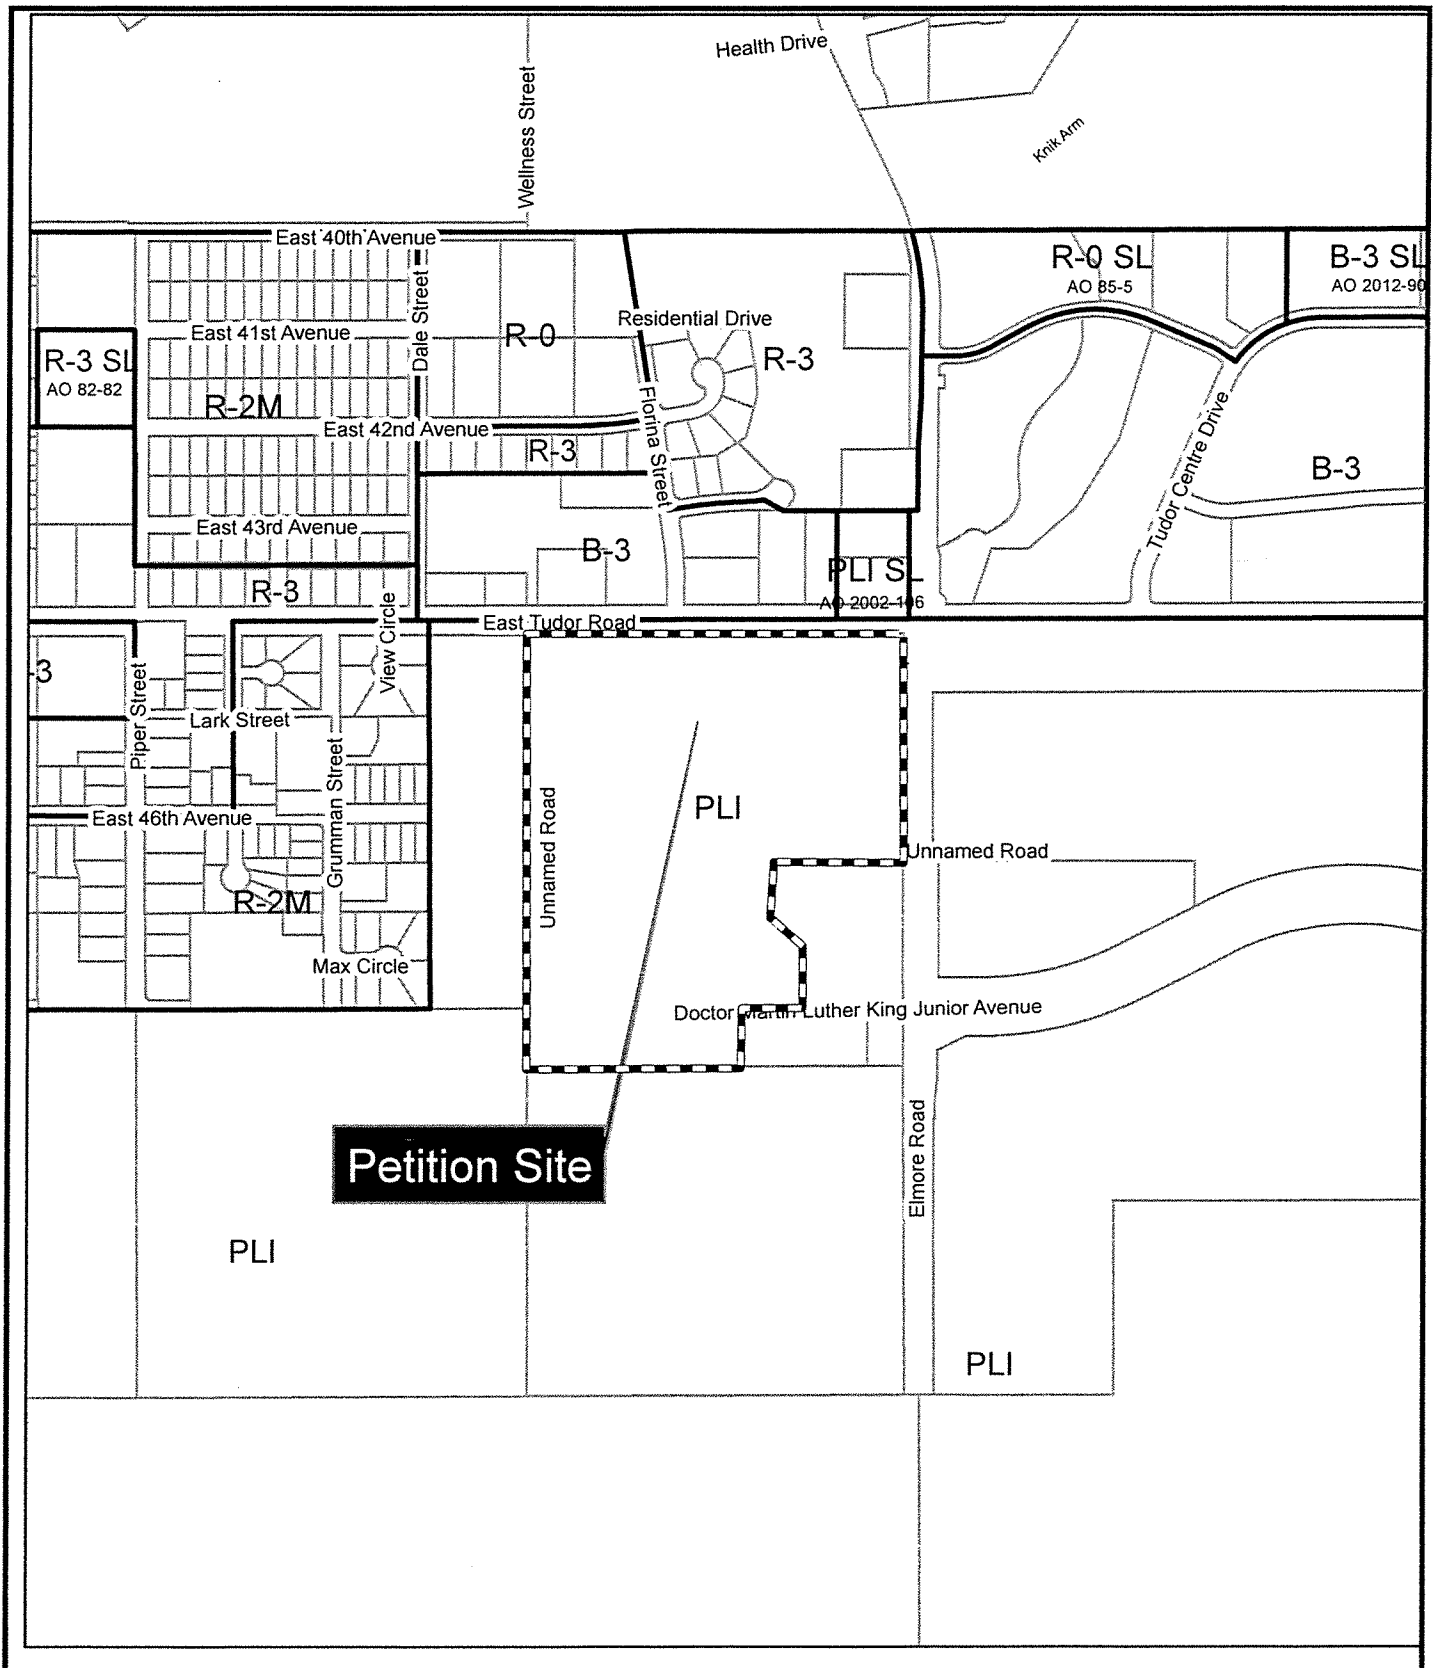 Health Drive
Wellness Street
Knik Arm
East 40th Avenue
R-0 SL
AO 85-5
B-3 SL
AO 2012-90
Dale Street
East 41st Avenue
R-0
Residential Drive
R-3
R-3 SL
AO 82-82
R-2M
East 42nd Avenue
Florina Street
R-3
Tudor Centre Drive
B-3
East 43rd Avenue
B-3
PLI SL
AO 2002-106
R-3
View Circle
East Tudor Road
-3
Piper Street
Lark Street
Grumman Street
East 46th Avenue
Unnamed Road
PLI
Unnamed Road
R-2M
Max Circle
Doctor Martin Luther King Junior Avenue
Elmore Road
Petition Site
PLI
PLI